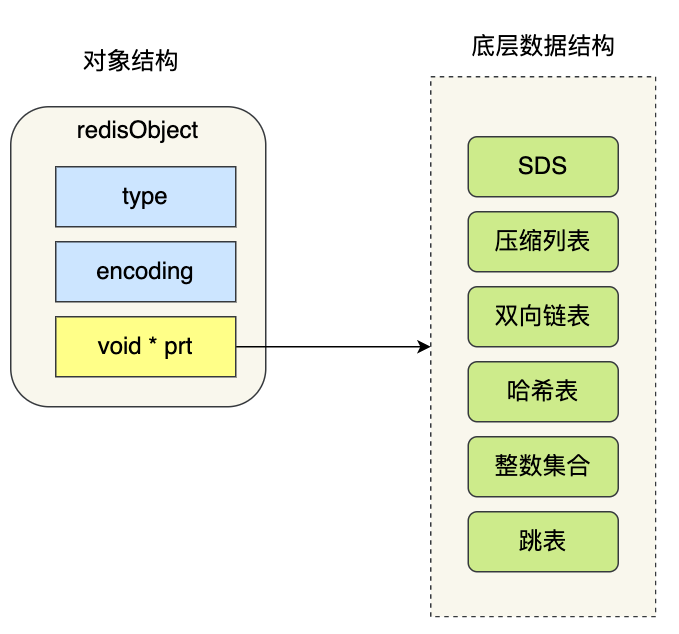 对象结构
redisObject
type
encoding
void * prt
底层数据结构
SDS
压缩列表
双向链表
哈希表
整数集合
跳表